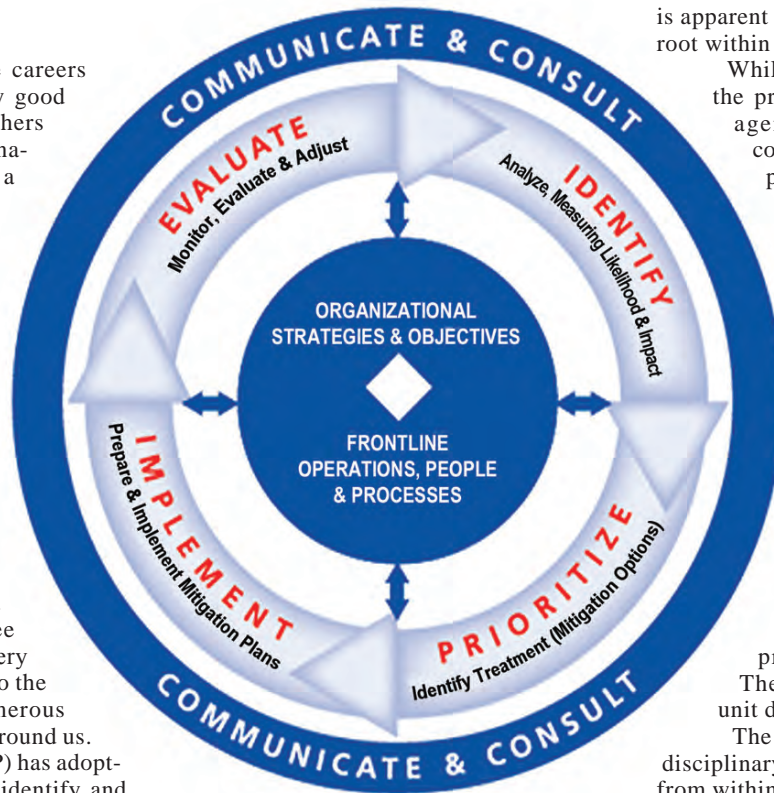 careers
good
hers
na-
a
ee
ery
o the
nerous
round us.
P) has adopt-
identify and
COMMUNICATE & CONSULT
EVALUATE
Monitor, Evaluate & Adjust
IDENTIFY
Analyze, Measuring Likelihood & Impact
ORGANIZATIONAL
STRATEGIES & OBJECTIVES
FRONTLINE
OPERATIONS, PEOPLE
& PROCESSES
IMPLEMENT
Prepare & Implement Mitigation Plans
PRIORITIZE
Identify Treatment (Mitigation Options)
COMMUNICATE & CONSULT
is apparent
root within
Whil
the pr
agen
co
p
pr
The
unit d
The
disciplinary
from within